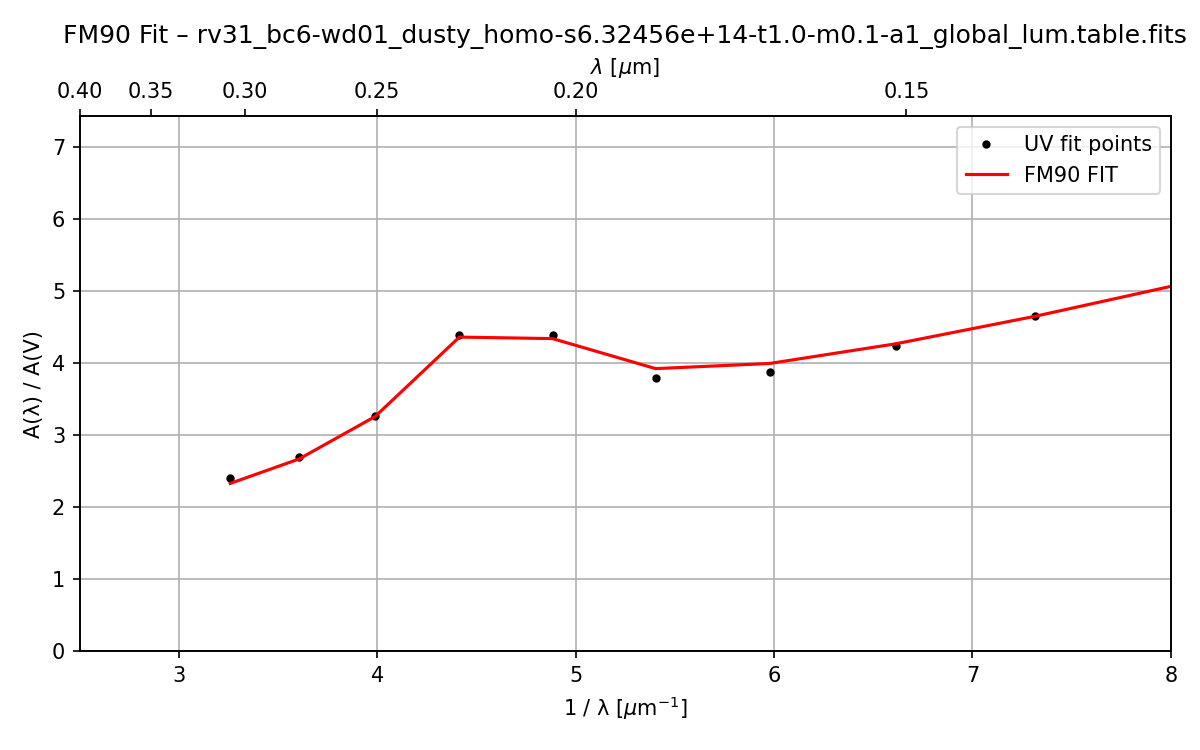 FM90 Fit – rv31_bc6-wd01_dusty_homo-s6.32456e+14-t1.0-m0.1-a1_global_lum.table.fits
λ [μm]
0.40 0.35 0.30 0.25 0.20 0.15
UV fit points
FM90 FIT
7
6
5
4
3
2
1
0
A(λ) / A(V)
3 4 5 6 7 8
1 / λ [μm⁻¹]